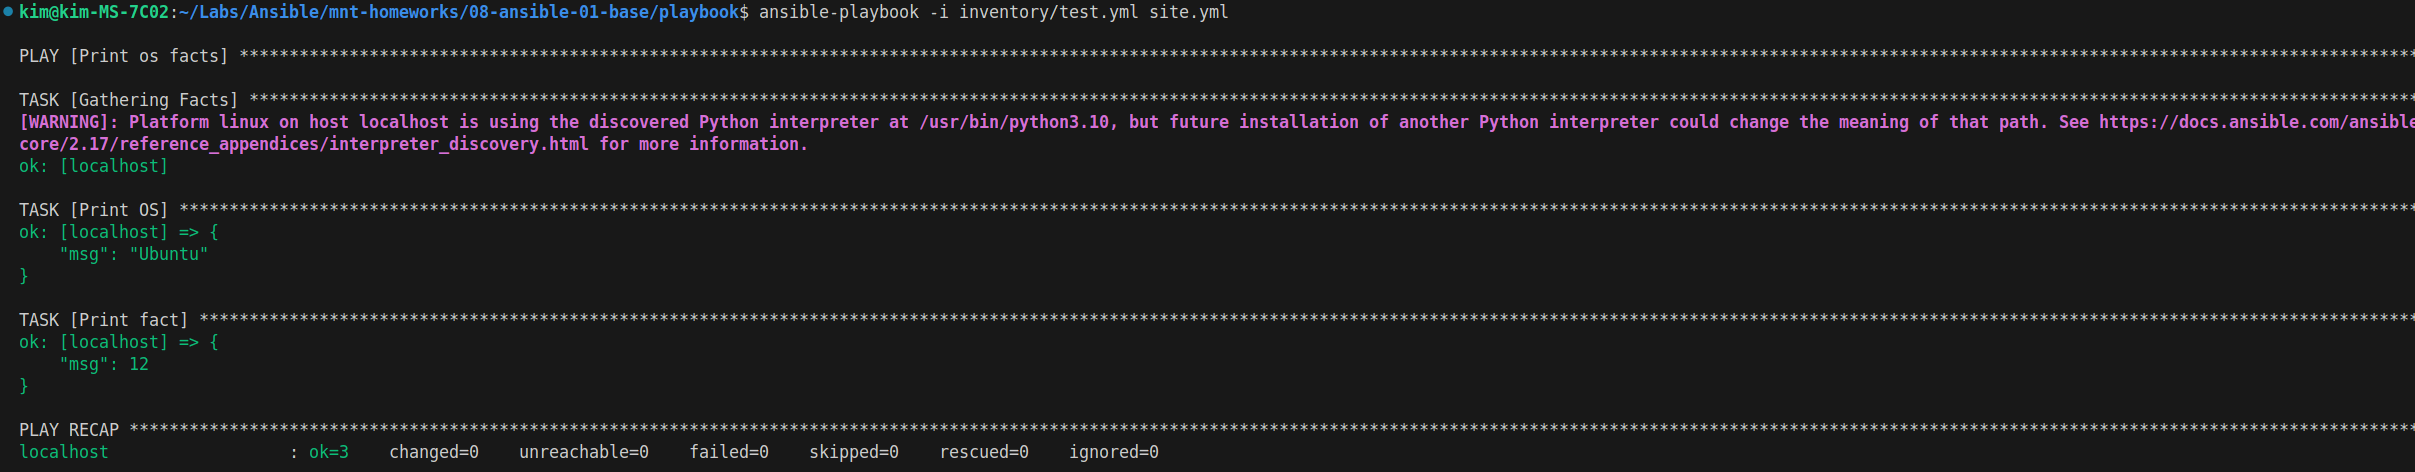 kim@kim-MS-7C02:~/Labs/Ansible/mnt-homeworks/08-ansible-01-base/playbook$ ansible-playbook -i inventory/test.yml site.yml
PLAY [Print os facts] ****************************************************************************************************************************************************************************************************************************
TASK [Gathering Facts] ***************************************************************************************************************************************************************************************************************************
[WARNING]: Platform linux on host localhost is using the discovered Python interpreter at /usr/bin/python3.10, but future installation of another Python interpreter could change the meaning of that path. See https://docs.ansible.com/ansible
core/2.17/reference_appendices/interpreter_discovery.html for more information.
ok: [localhost]
TASK [Print OS] **********************************************************************************************************************************************************************************************************************************
ok: [localhost] => {
    "msg": "Ubuntu"
}
TASK [Print fact] ********************************************************************************************************************************************************************************************************************************
ok: [localhost] => {
    "msg": 12
}
PLAY RECAP ***************************************************************************************************************************************************************************************************************************************
localhost                  : ok=3    changed=0    unreachable=0    failed=0    skipped=0    rescued=0    ignored=0